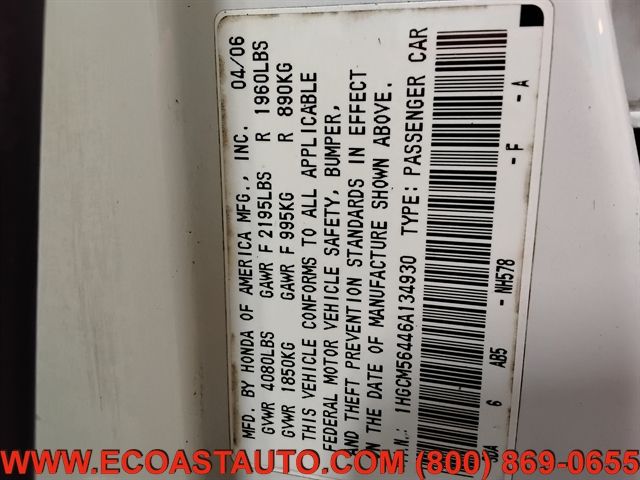 MFD. BY HONDA OF AMERICA MFG., INC. 04/06
GVWR 4080LBS GAWR F 2195LBS R 1960LBS
GVWR 1850KG GAWR F 995KG R 890KG
THIS VEHICLE CONFORMS TO ALL APPLICABLE
FEDERAL MOTOR VEHICLE SAFETY, BUMPER,
AND THEFT PREVENTION STANDARDS IN EFFECT
ON THE DATE OF MANUFACTURE SHOWN ABOVE.
V.I.N.: 1HGCM56446A134930 TYPE: PASSENGER CAR
SDA 6 AB5 - NH578 - F - A
WWW.ECOASTAUTO.COM (800) 869-0655